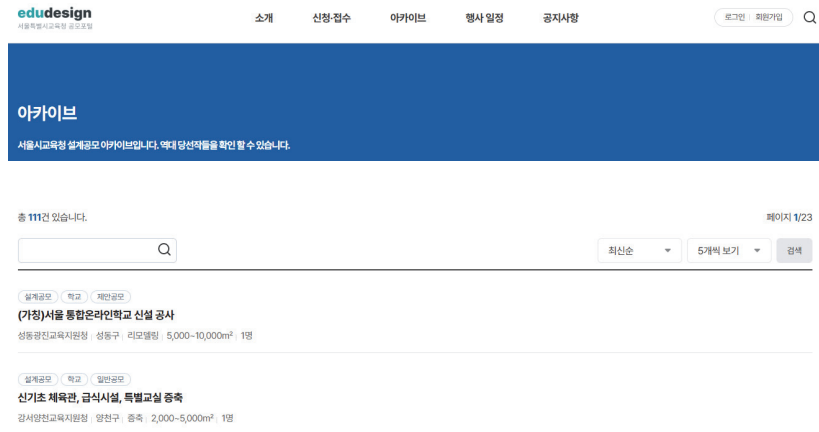 edudesign
서울특별시교육청 공모포털
소개 신청·접수 아카이브 행사 일정 공지사항 로그인 회원가입
아카이브
서울시교육청 설계공모 아카이브입니다. 역대 당선작들을 확인 할 수 있습니다.
총 111건 있습니다. 페이지 1/23
최신순 5개씩 보기 검색
설계공모 학교 제안공모
(가칭)서울 통합온라인학교 신설 공사
성동광진교육지원청 성동구 리모델링 5,000~10,000m² 1명
설계공모 학교 일반공모
신기초 체육관, 급식시설, 특별교실 증축
강서양천교육지원청 양천구 증축 2,000~5,000m² 1명